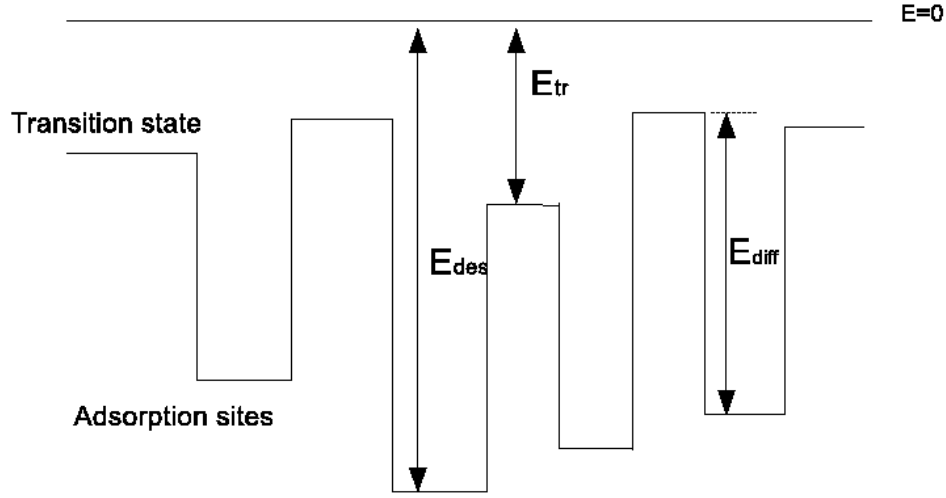 E=0
Etr
Transition state
Edes
Ediff
Adsorption sites